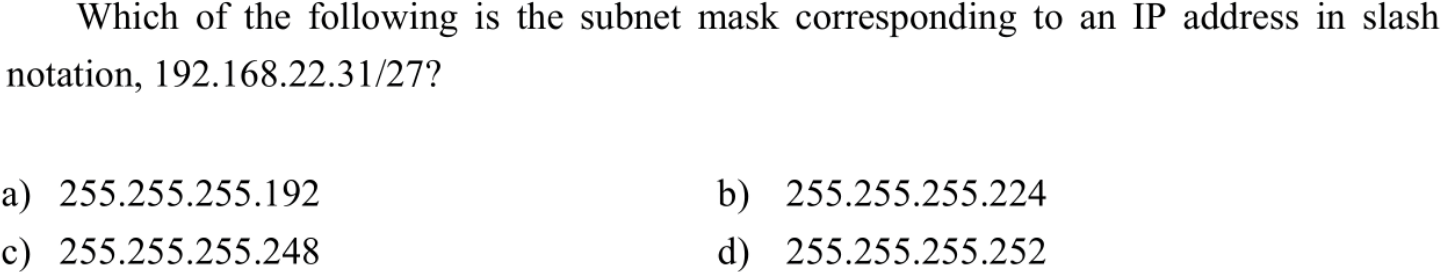 Which of the following is the subnet mask corresponding to an IP address in slash
notation, 192.168.22.31/27?
a) 255.255.255.192 b) 255.255.255.224
c) 255.255.255.248 d) 255.255.255.252